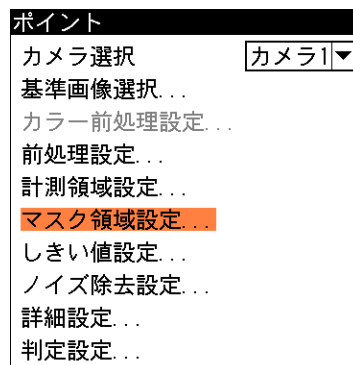 ポイント
カメラ選択 カメラ1
基準画像選択...
カラー前処理設定...
前処理設定...
計測領域設定...
マスク領域設定...
しきい値設定...
ノイズ除去設定...
詳細設定...
判定設定...